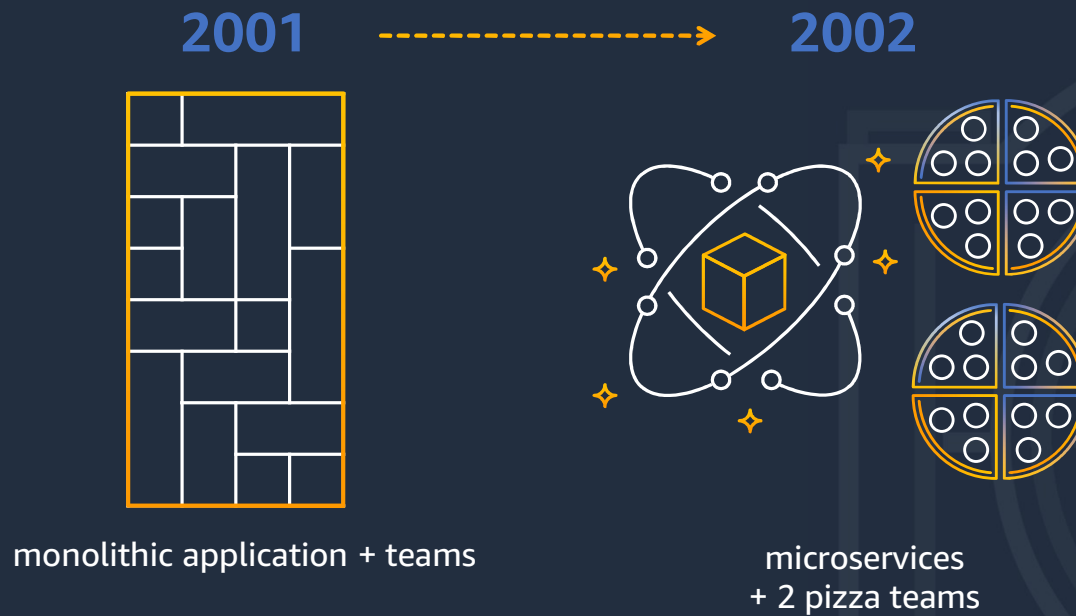 2001
2002
monolithic application + teams
microservices
+ 2 pizza teams